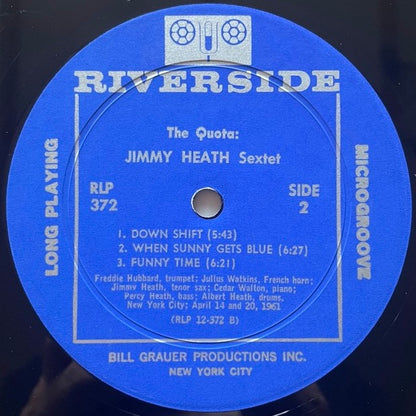 RIVERSIDE
The Quota:
JIMMY HEATH Sextet
LONG PLAYING
MICROGROOVE
RLP
372
SIDE
2
1. DOWN SHIFT (5:43)
2. WHEN SUNNY GETS BLUE (6:27)
3. FUNNY TIME (6:21)
Freddie Hubbard, trumpet; Julius Watkins, French horn;
Jimmy Heath, tenor sax; Cedar Walton, piano;
Percy Heath, bass; Albert Heath, drums.
New York City; April 14 and 20, 1961
(RLP 12-372 B)
BILL GRAUER PRODUCTIONS INC.
NEW YORK CITY